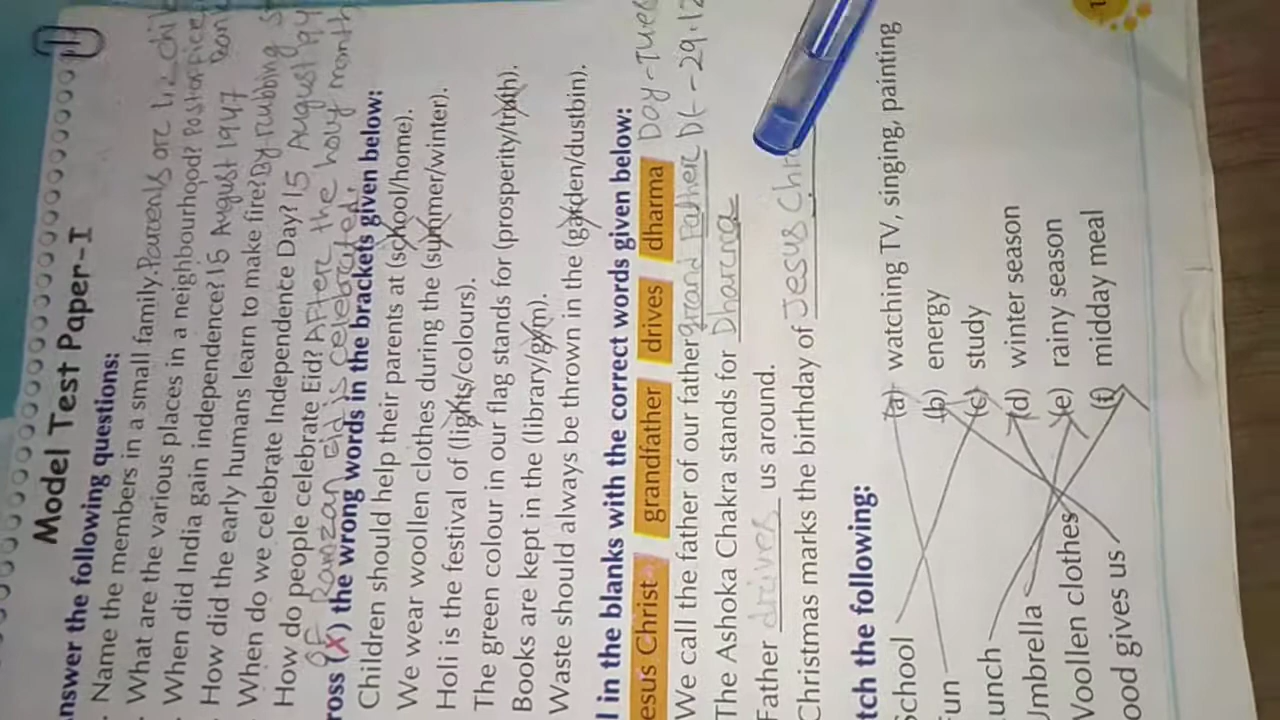 Model Test Paper-I
nswer the following questions:
Name the members in a small family. Parents are
What are the various places in a neighbourhood?
When did India gain independence? 15 August 1947
How did the early humans learn to make fire? By rubbing
When do we celebrate Independence Day? 15 August
How do people celebrate Eid? After the holy month
of Ramzan Eid is celebrated.
ross (X) the wrong words in the brackets given below:
Children should help their parents at (school/home).
We wear woollen clothes during the (summer/winter).
Holi is the festival of (lights/colours).
The green colour in our flag stands for (prosperity/truth).
Books are kept in the (library/gym).
Waste should always be thrown in the (garden/dustbin).
l in the blanks with the correct words given below:
esus Christ grandfather drives dharma Day-Tues
We call the father of our father grand Father Dt-29.12
The Ashoka Chakra stands for Dharma
Father drives us around.
Christmas marks the birthday of Jesus Chr
tch the following:
School (a) watching TV, singing, painting
Fun (b) energy
unch (c) study
Umbrella (d) winter season
Woollen clothes (e) rainy season
ood gives us (f) midday meal